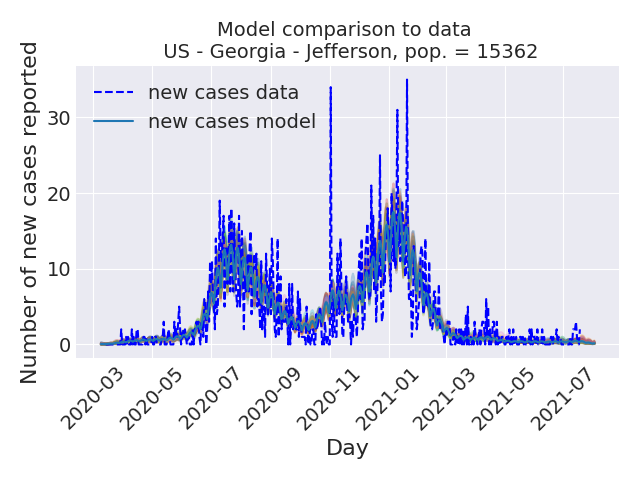 Model comparison to data
US - Georgia - Jefferson, pop. = 15362
Number of new cases reported
30
20
10
0
new cases data
new cases model
2020-03
2020-05
2020-07
2020-09
2020-11
2021-01
2021-03
2021-05
2021-07
Day